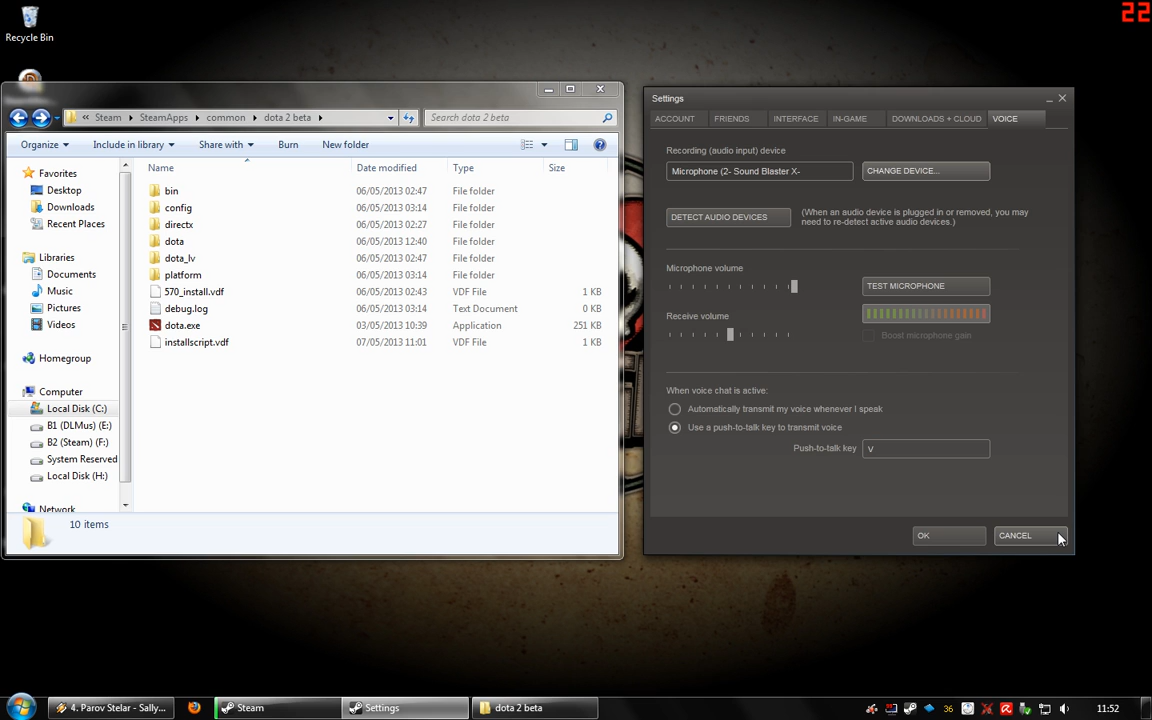 22
Recycle Bin
Steam SteamApps common dota 2 beta
Search dota 2 beta
Organize Include in library Share with Burn New folder
Favorites
Desktop
Downloads
Recent Places
Libraries
Documents
Music
Pictures
Videos
Homegroup
Computer
Local Disk (C:)
B1 (DLMus) (E:)
B2 (Steam) (F:)
System Reserved
Local Disk (H:)
Network
Name Date modified Type Size
bin 06/05/2013 02:47 File folder
config 06/05/2013 03:14 File folder
directx 06/05/2013 02:27 File folder
dota 06/05/2013 12:40 File folder
dota_lv 06/05/2013 02:47 File folder
platform 06/05/2013 03:14 File folder
570_install.vdf 06/05/2013 02:43 VDF File 1 KB
debug.log 06/05/2013 03:14 Text Document 0 KB
dota.exe 03/05/2013 10:39 Application 251 KB
installscript.vdf 07/05/2013 11:01 VDF File 1 KB
10 items
Settings
ACCOUNT FRIENDS INTERFACE IN-GAME DOWNLOADS + CLOUD VOICE
Recording (audio input) device
Microphone (2- Sound Blaster X- CHANGE DEVICE...
DETECT AUDIO DEVICES
(When an audio device is plugged in or removed, you may
need to re-detect active audio devices.)
Microphone volume
TEST MICROPHONE
Receive volume
Boost microphone gain
When voice chat is active:
Automatically transmit my voice whenever I speak
Use a push-to-talk key to transmit voice
Push-to-talk key V
OK CANCEL
4. Parov Stelar - Sally... Steam Settings dota 2 beta 36 11:52